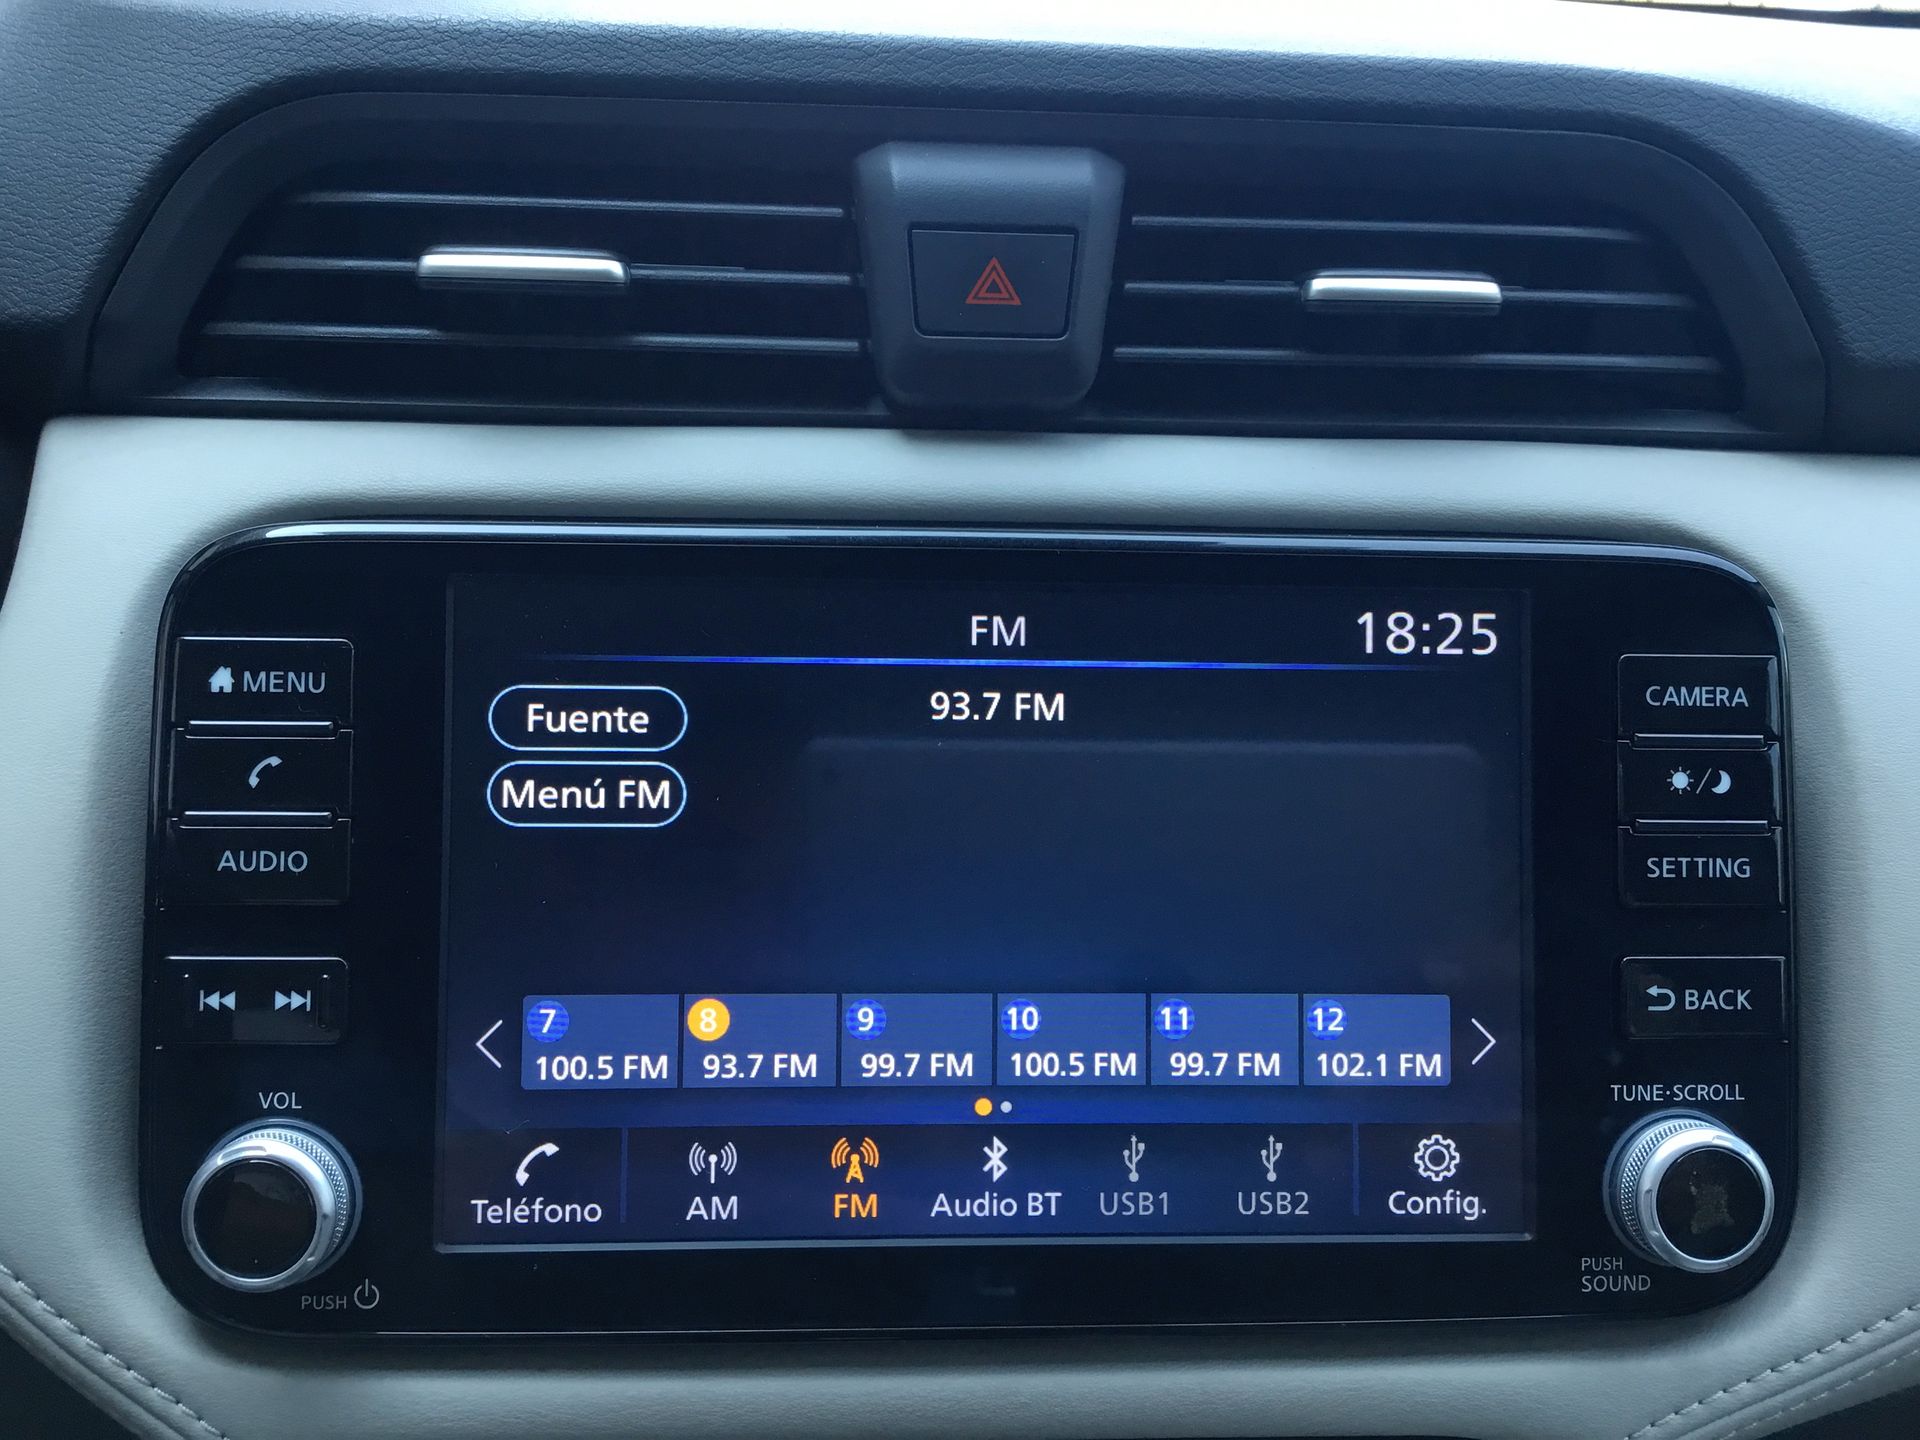 FM
18:25
MENU
Fuente
93.7 FM
CAMERA
Menú FM
AUDIO
SETTING
BACK
7
8
9
10
11
12
100.5 FM
93.7 FM
99.7 FM
100.5 FM
99.7 FM
102.1 FM
VOL
TUNE·SCROLL
Teléfono
AM
FM
Audio BT
USB1
USB2
Config.
PUSH
PUSH
SOUND